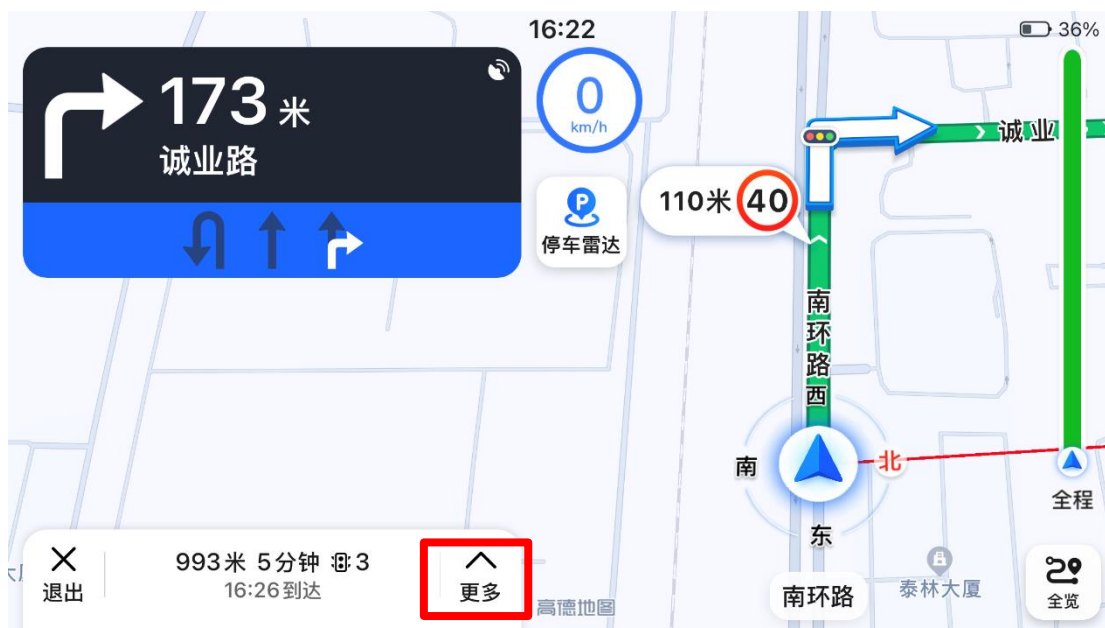 16:22
36%
173 米
诚业路
0
km/h
P
停车雷达
诚业
110米 40
南环路西
南
北
东
全程
退出
993米 5分钟 3
16:26到达
更多
高德地图
南环路
泰林大厦
全览